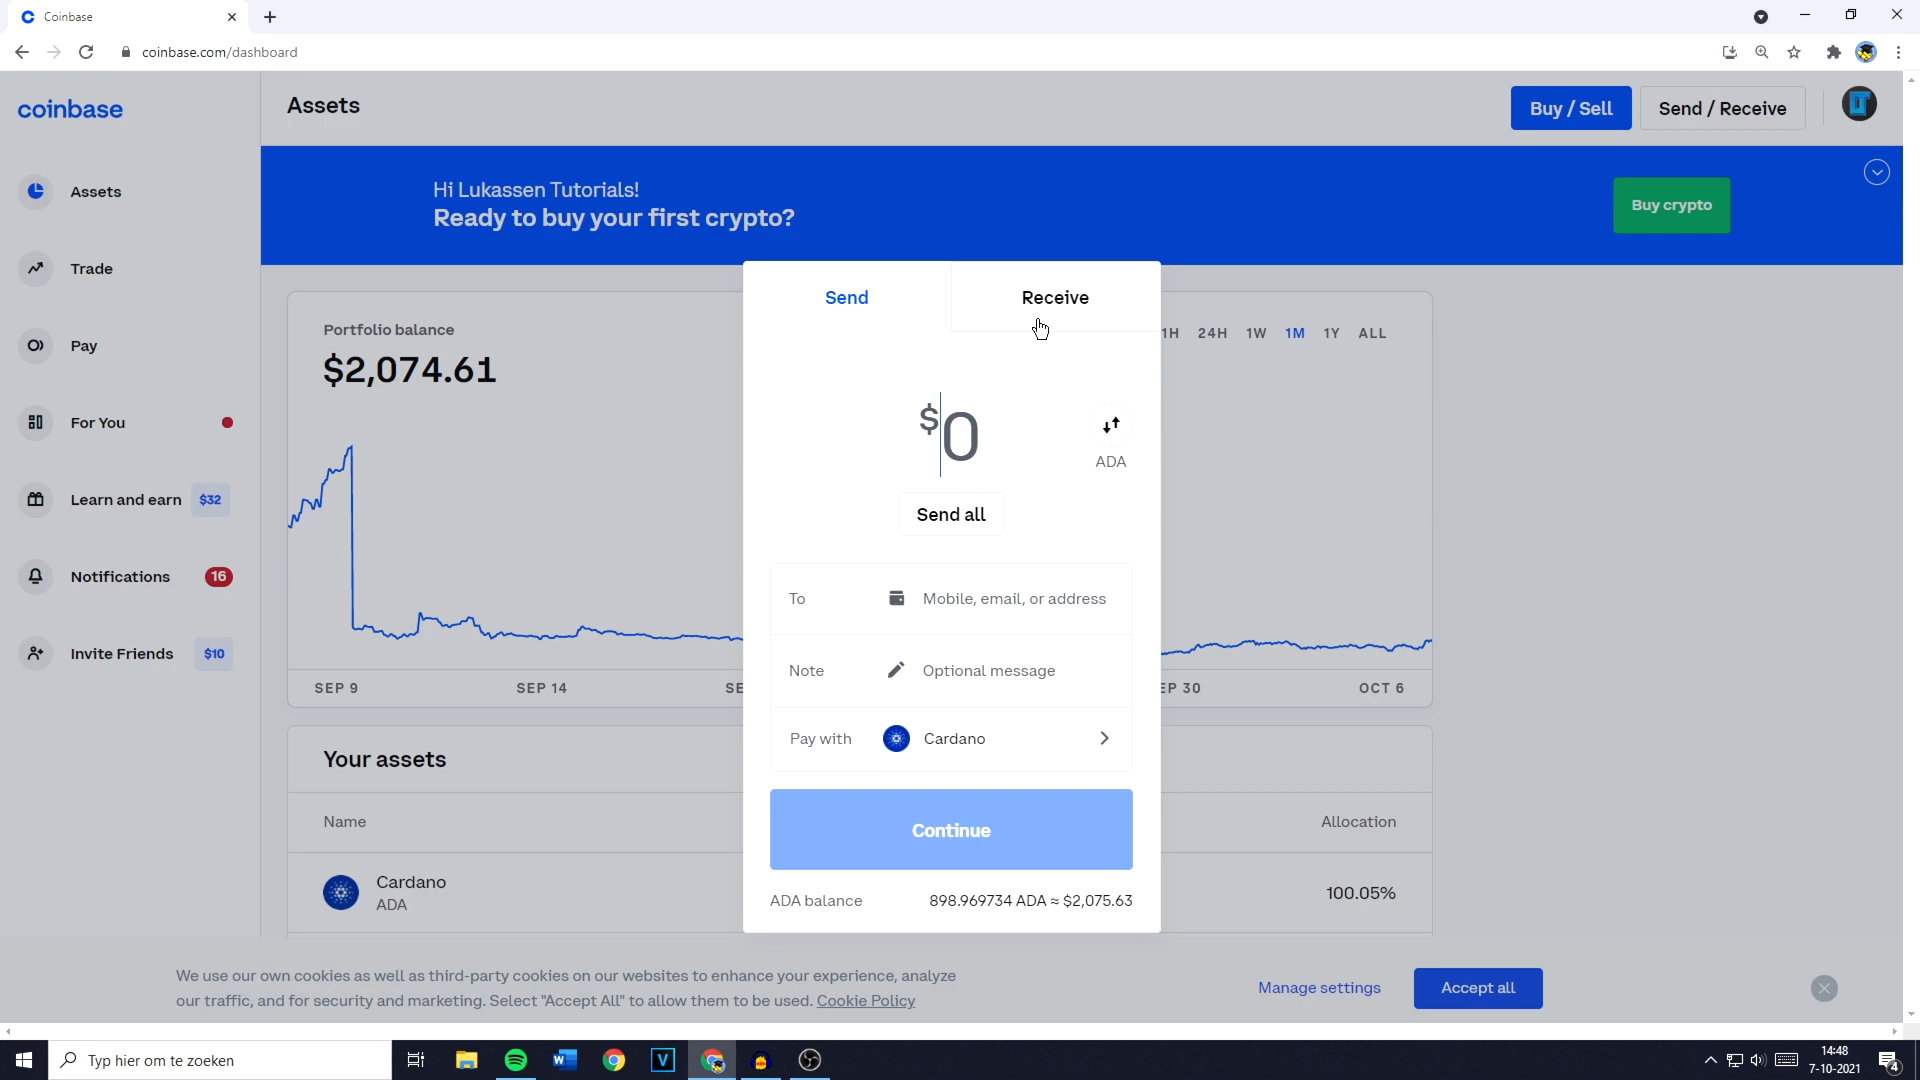 Coinbase
coinbase.com/dashboard
coinbase
Assets
Buy / Sell
Send / Receive
Assets
Trade
Pay
For You
Learn and earn $32
Notifications 16
Invite Friends $10
Hi Lukassen Tutorials!
Ready to buy your first crypto?
Buy crypto
Portfolio balance
$2,074.61
1H 24H 1W 1M 1Y ALL
SEP 9 SEP 14 SE EP 30 OCT 6
Your assets
Name
Allocation
Cardano
ADA
100.05%
Send
Receive
$0
ADA
Send all
To Mobile, email, or address
Note Optional message
Pay with Cardano
Continue
ADA balance 898.969734 ADA ≈ $2,075.63
We use our own cookies as well as third-party cookies on our websites to enhance your experience, analyze
our traffic, and for security and marketing. Select "Accept All" to allow them to be used. Cookie Policy
Manage settings
Accept all
Typ hier om te zoeken
14:48
7-10-2021
4